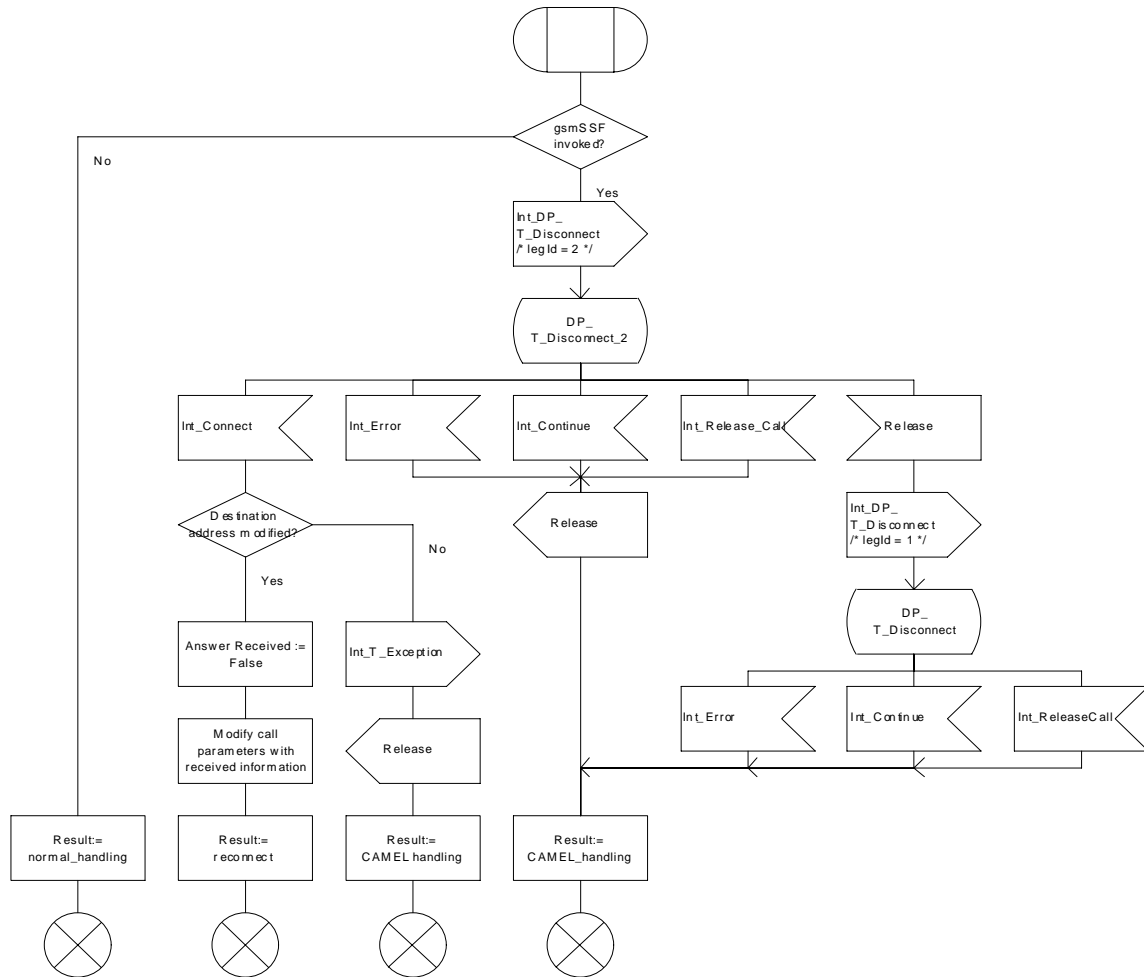 gsmSSF
invoked?
No
Yes
Int_DP_
T_Disconnect
/* legId = 2 */
DP_
T_Disconnect_2
Int_Connect
Int_Error
Int_Continue
Int_Release_Call
Release
Destination
address modified?
No
Yes
Release
Int_DP_
T_Disconnect
/* legId = 1 */
DP_
T_Disconnect
Answer Received :=
False
Int_T_Exception
Int_Error
Int_Continue
Int_ReleaseCall
Modify call
parameters with
received information
Release
Result:=
normal_handling
Result:=
reconnect
Result:=
CAMEL handling
Result:=
CAMEL_handling